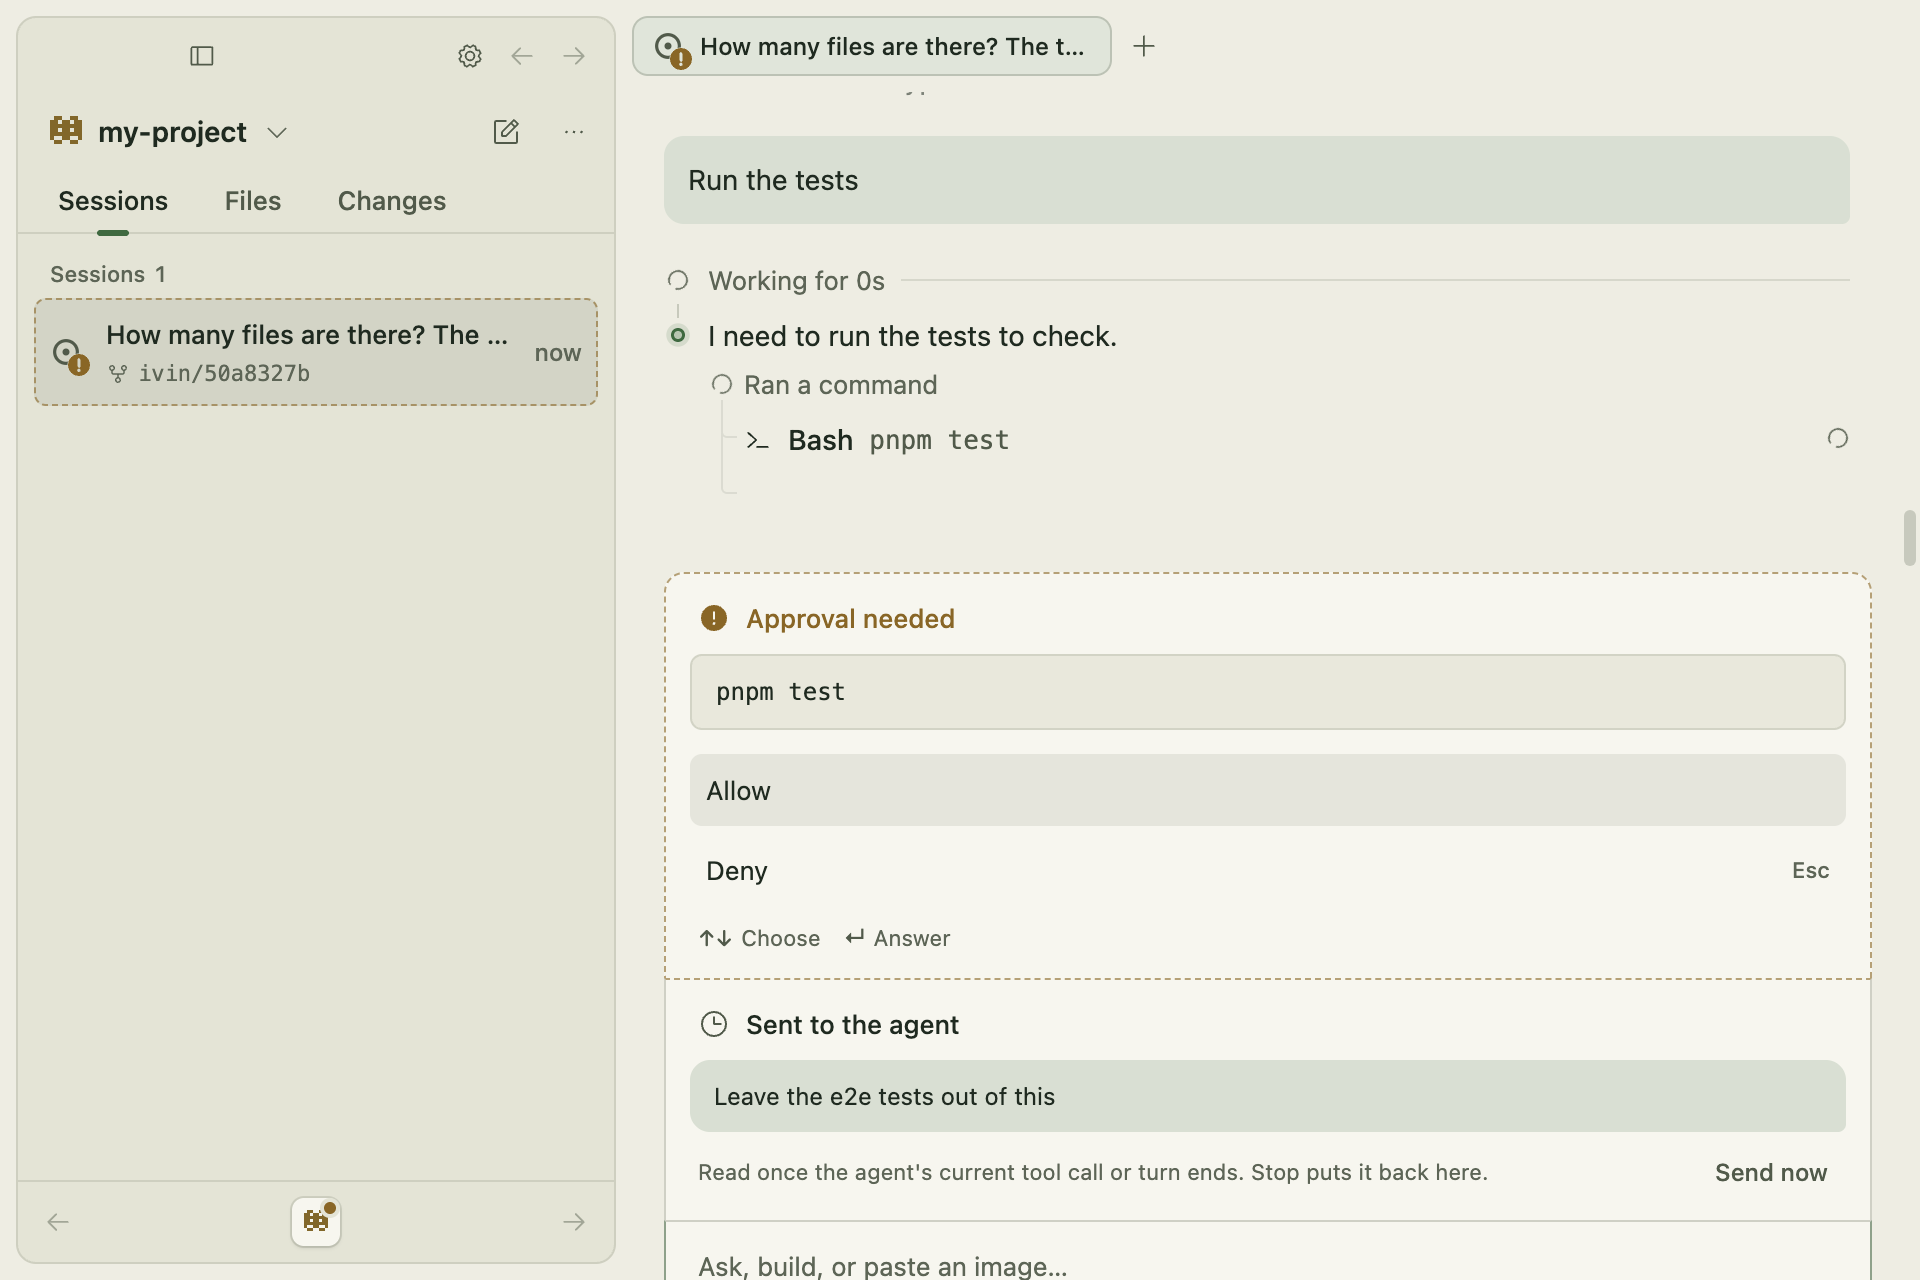 my-project
Sessions Files Changes
Sessions 1
How many files are there? The ...
now
ivin/50a8327b
How many files are there? The t...
Run the tests
Working for 0s
I need to run the tests to check.
Ran a command
Bash pnpm test
Approval needed
pnpm test
Allow
Deny Esc
↑↓ Choose ↵ Answer
Sent to the agent
Leave the e2e tests out of this
Read once the agent's current tool call or turn ends. Stop puts it back here. Send now
Ask, build, or paste an image...